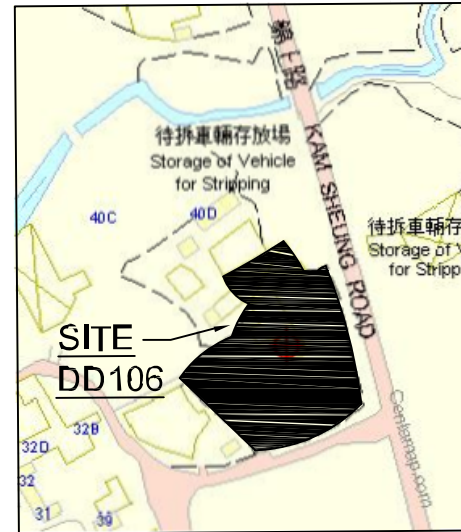 錦上路
KAM SHEUNG ROAD
待拆車輛存放場
Storage of Vehicle
for Stripping
40C
40D
待拆車輛存
Storage of V
for Stripp
SITE
DD106
32B
32D
32
31
39
Centamap.com